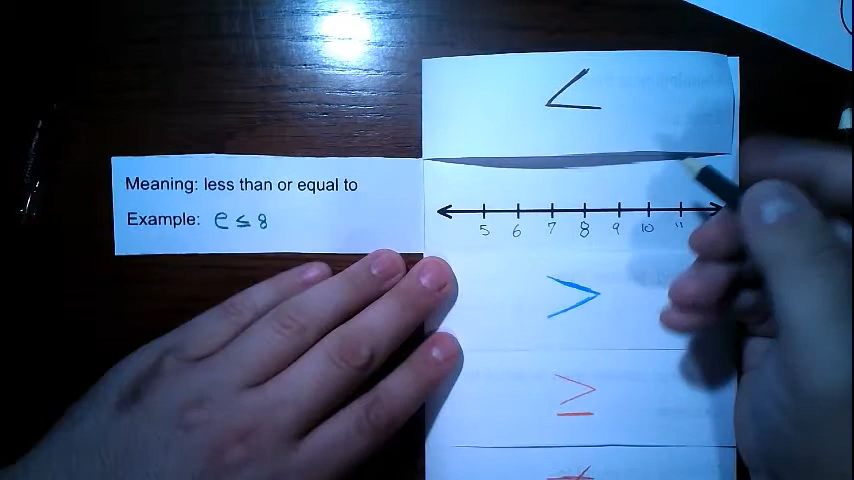 <
Meaning: less than or equal to
Example: e ≤ 8
5 6 7 8 9 10 11
>
≥
≠